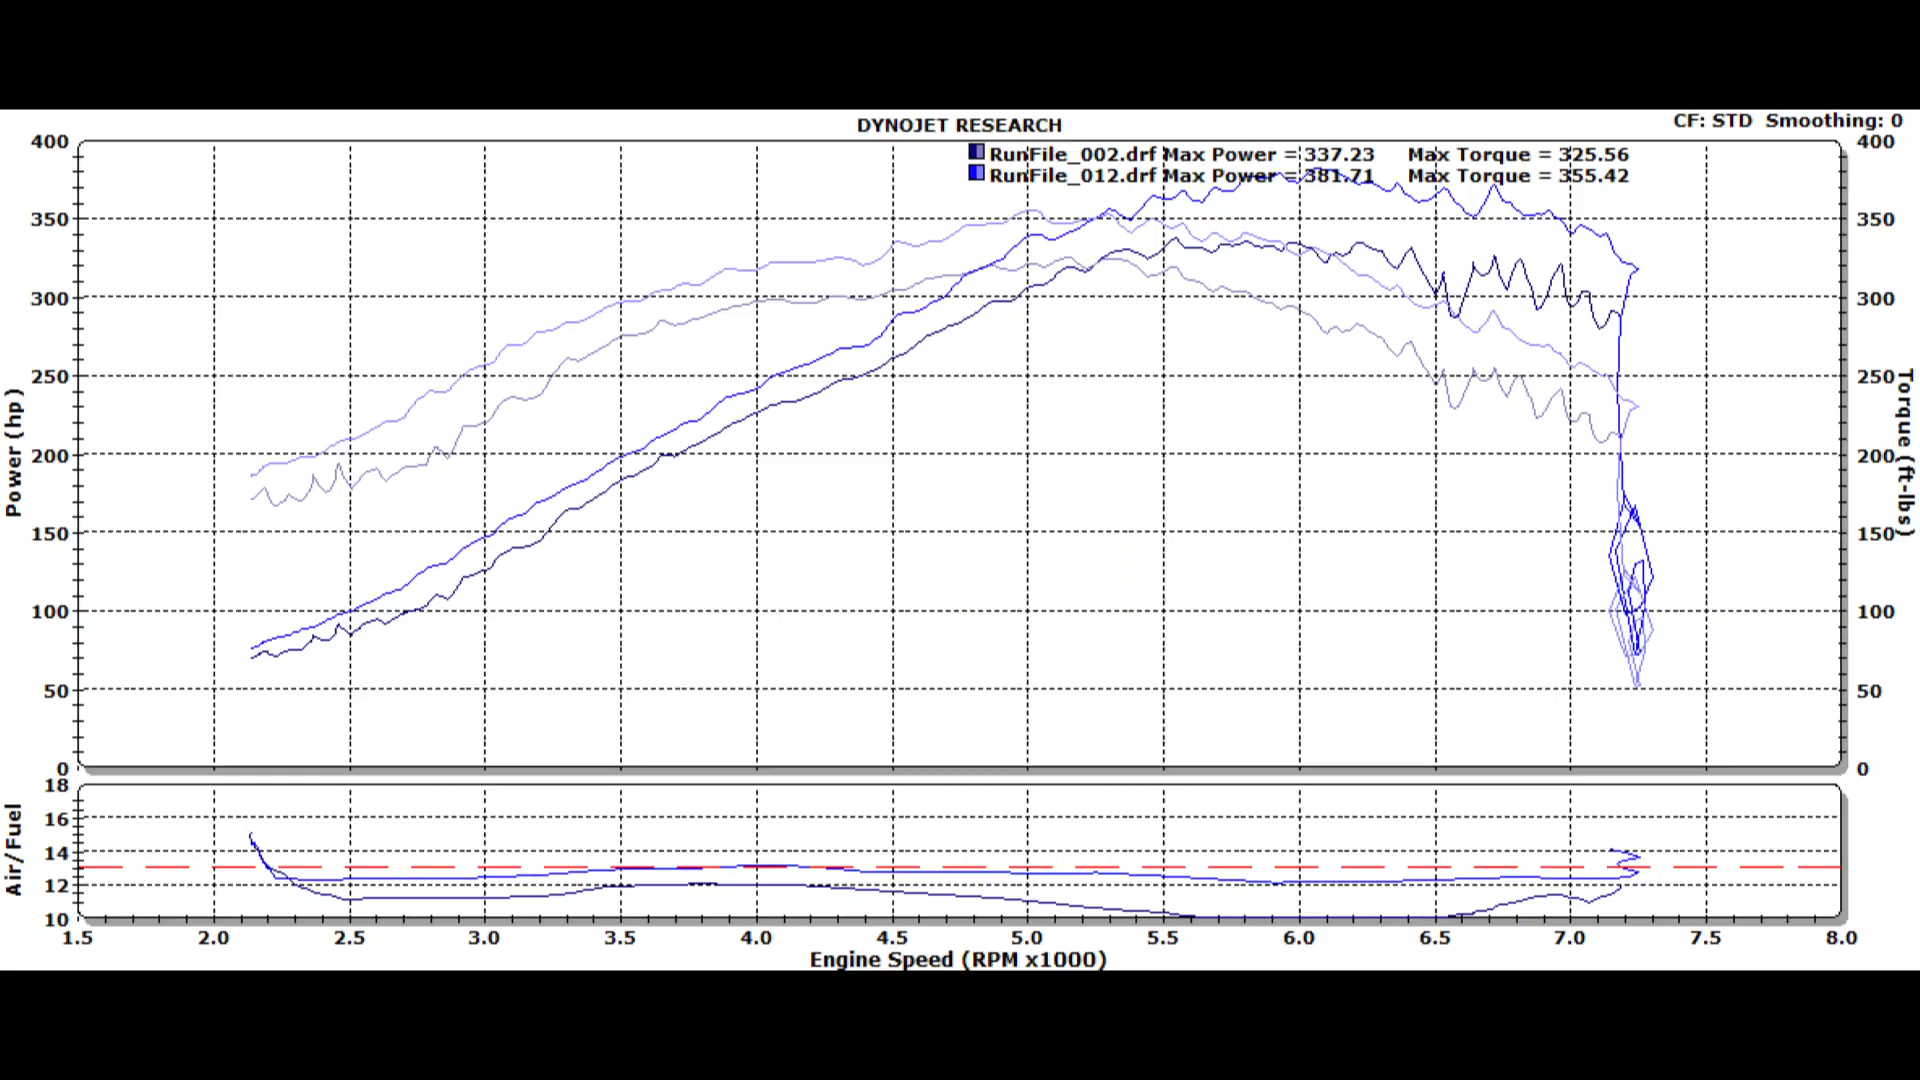 DYNOJET RESEARCH
CF: STD Smoothing: 0
RunFile_002.drf Max Power = 337.23 Max Torque = 325.56
RunFile_012.drf Max Power = 381.71 Max Torque = 355.42
400
350
300
250
200
150
100
50
0
Power (hp)
400
350
300
250
200
150
100
50
0
Torque (ft-lbs)
18
16
14
12
10
Air/Fuel
1.5 2.0 2.5 3.0 3.5 4.0 4.5 5.0 5.5 6.0 6.5 7.0 7.5 8.0
Engine Speed (RPM x1000)